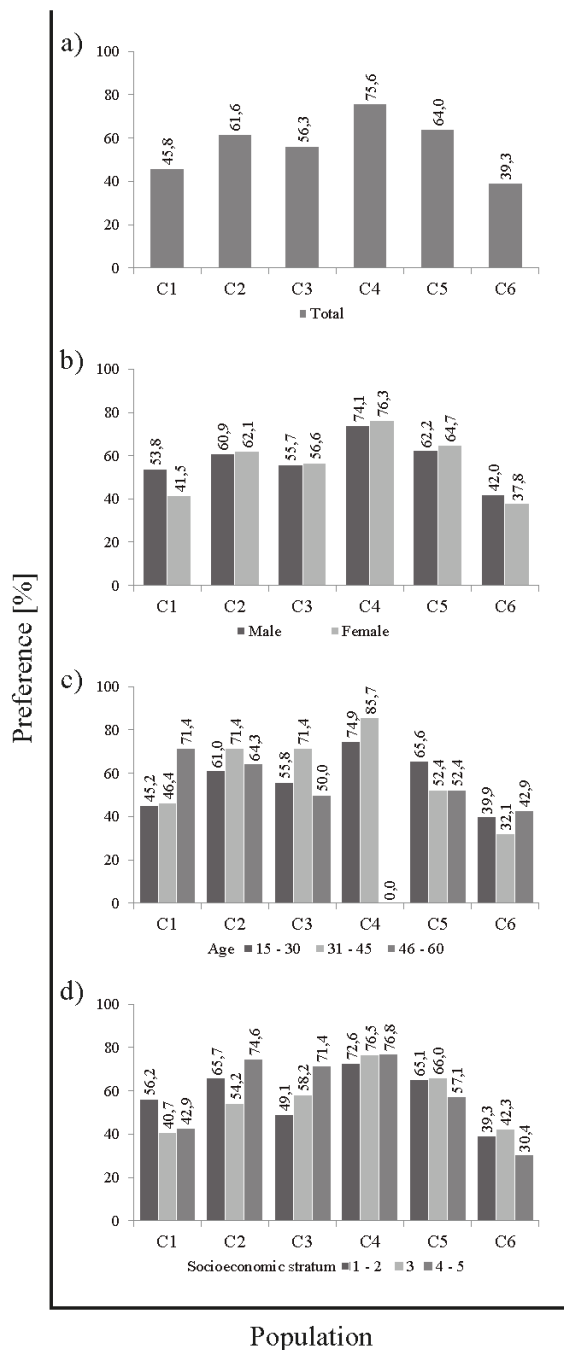 Preference [%]
a)
100
80
60
40
20
0
45,8
61,6
56,3
75,6
64,0
39,3
C1 C2 C3 C4 C5 C6
Total
b)
100
80
60
40
20
0
53,8 41,5
60,9 62,1
55,7 56,6
74,1 76,3
62,2 64,7
42,0 37,8
C1 C2 C3 C4 C5 C6
Male Female
c)
100
80
60
40
20
0
45,2 46,4 71,4
61,0 71,4 64,3
55,8 71,4 50,0
74,9 85,7 0,0
65,6 52,4 52,4
39,9 32,1 42,9
C1 C2 C3 C4 C5 C6
Age 15 - 30 31 - 45 46 - 60
d)
100
80
60
40
20
0
56,2 40,7 42,9
65,7 54,2 74,6
49,1 58,2 71,4
72,6 76,5 76,8
65,1 66,0 57,1
39,3 42,3 30,4
C1 C2 C3 C4 C5 C6
Socioeconomic stratum 1 - 2 3 4 - 5
Population